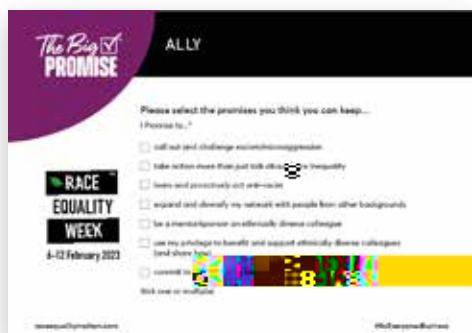 The Big
PROMISE
ALLY
Please select the promises you think you can keep...
I Promise to...*
call out and challenge racism/microaggression
take action more than just talk about inequality
learn and proactively act anti-racist
expand and diversify my network with people from other backgrounds
be a mentor/sponsor an ethnically diverse colleague
use my privilege to benefit and support ethnically diverse colleagues
(and share how)
commit to
RACE
EQUALITY
WEEK
6-12 February 2023
*tick one or multiple
raceequalitymatters.com